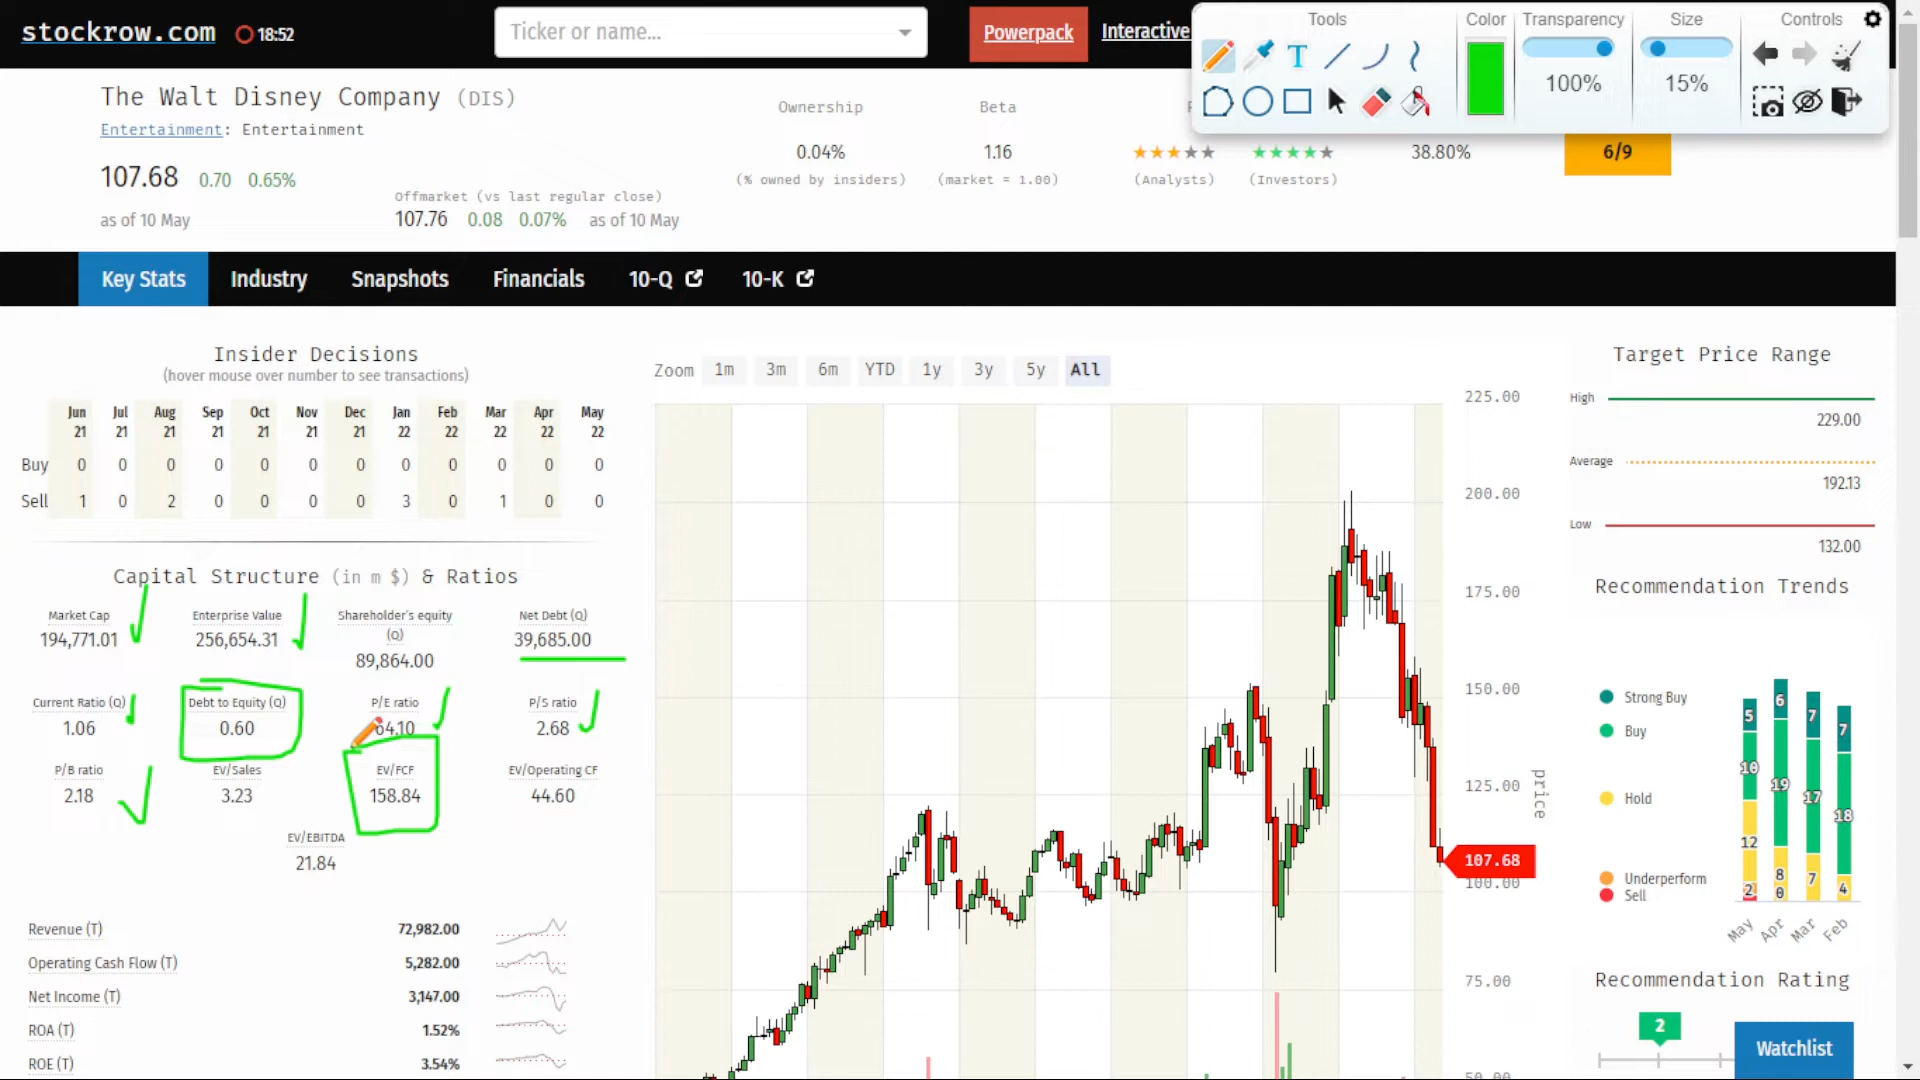 stockrow.com 18:52 Ticker or name... Powerpack Interactive
Tools Color Transparency Size Controls
100% 15%
The Walt Disney Company (DIS)
Entertainment: Entertainment
107.68 0.70 0.65%
as of 10 May
Offmarket (vs last regular close)
107.76 0.08 0.07% as of 10 May
Ownership
0.04%
(% owned by insiders)
Beta
1.16
(market = 1.00)
(Analysts)
(Investors)
38.80%
6/9
Key Stats Industry Snapshots Financials 10-Q 10-K
Insider Decisions
(hover mouse over number to see transactions)
Jun Jul Aug Sep Oct Nov Dec Jan Feb Mar Apr May
21 21 21 21 21 21 21 22 22 22 22 22
Buy 0 0 0 0 0 0 0 0 0 0 0 0
Sell 1 0 2 0 0 0 0 3 0 1 0 0
Capital Structure (in m $) & Ratios
Market Cap
194,771.01
Enterprise Value
256,654.31
Shareholder's equity
(Q)
89,864.00
Net Debt (Q)
39,685.00
Current Ratio (Q)
1.06
Debt to Equity (Q)
0.60
P/E ratio
64.10
P/S ratio
2.68
P/B ratio
2.18
EV/Sales
3.23
EV/FCF
158.84
EV/Operating CF
44.60
EV/EBITDA
21.84
Revenue (T) 72,982.00
Operating Cash Flow (T) 5,282.00
Net Income (T) 3,147.00
ROA (T) 1.52%
ROE (T) 3.54%
Zoom 1m 3m 6m YTD 1y 3y 5y All
225.00
200.00
175.00
150.00
125.00
107.68
100.00
75.00
50.00
price
Target Price Range
High
229.00
Average
192.13
Low
132.00
Recommendation Trends
Strong Buy
Buy
Hold
Underperform
Sell
5 6 7 7
10 19 17 18
12 8 7 4
2 0
May Apr Mar Feb
Recommendation Rating
2
Watchlist